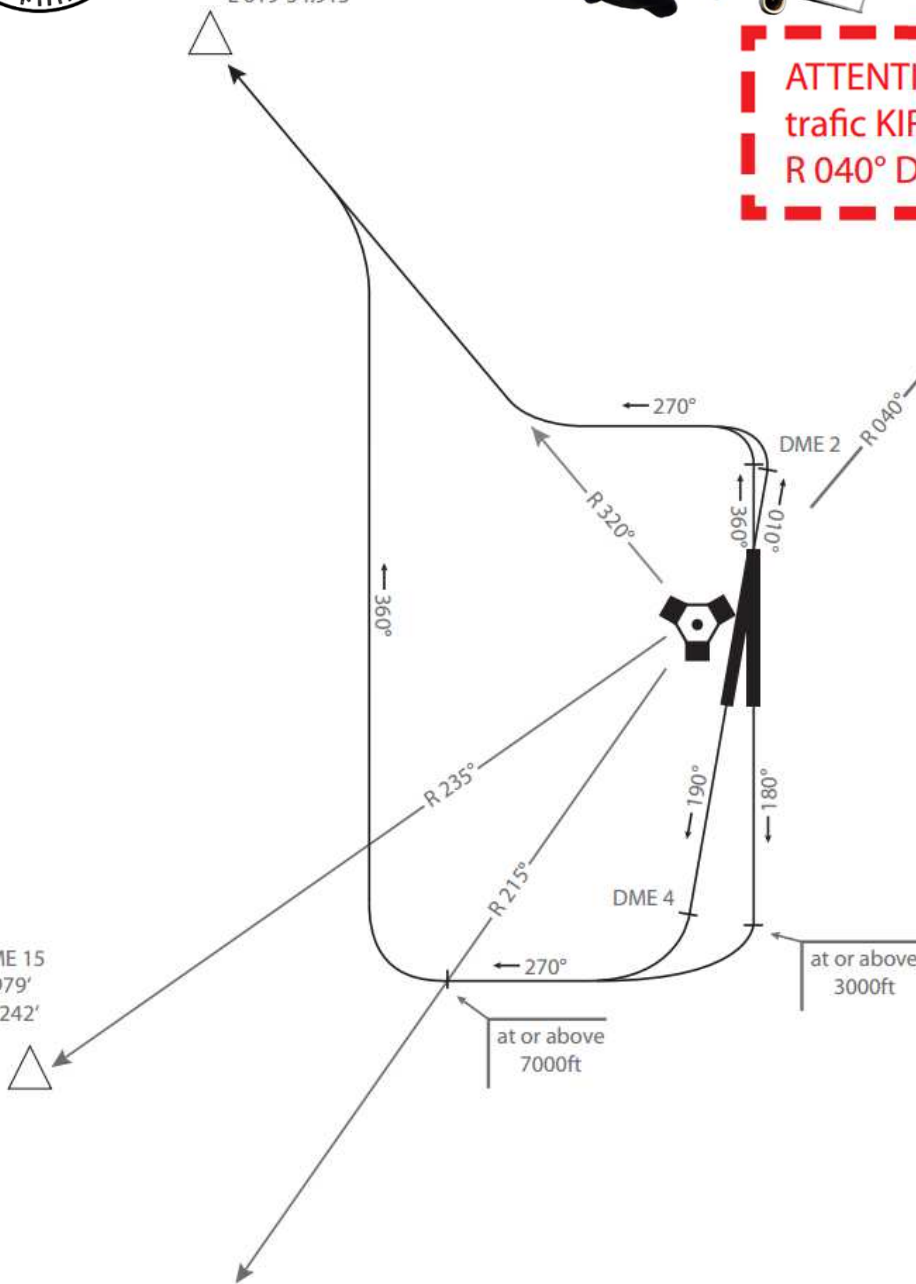 ATTENTI
trafic KIF
R 040° D
← 270°
DME 2
R 040°
360°
010°
R 320°
360°
R 235°
190°
180°
R 215°
DME 4
ME 15
979'
242'
← 270°
at or above
3000ft
at or above
7000ft